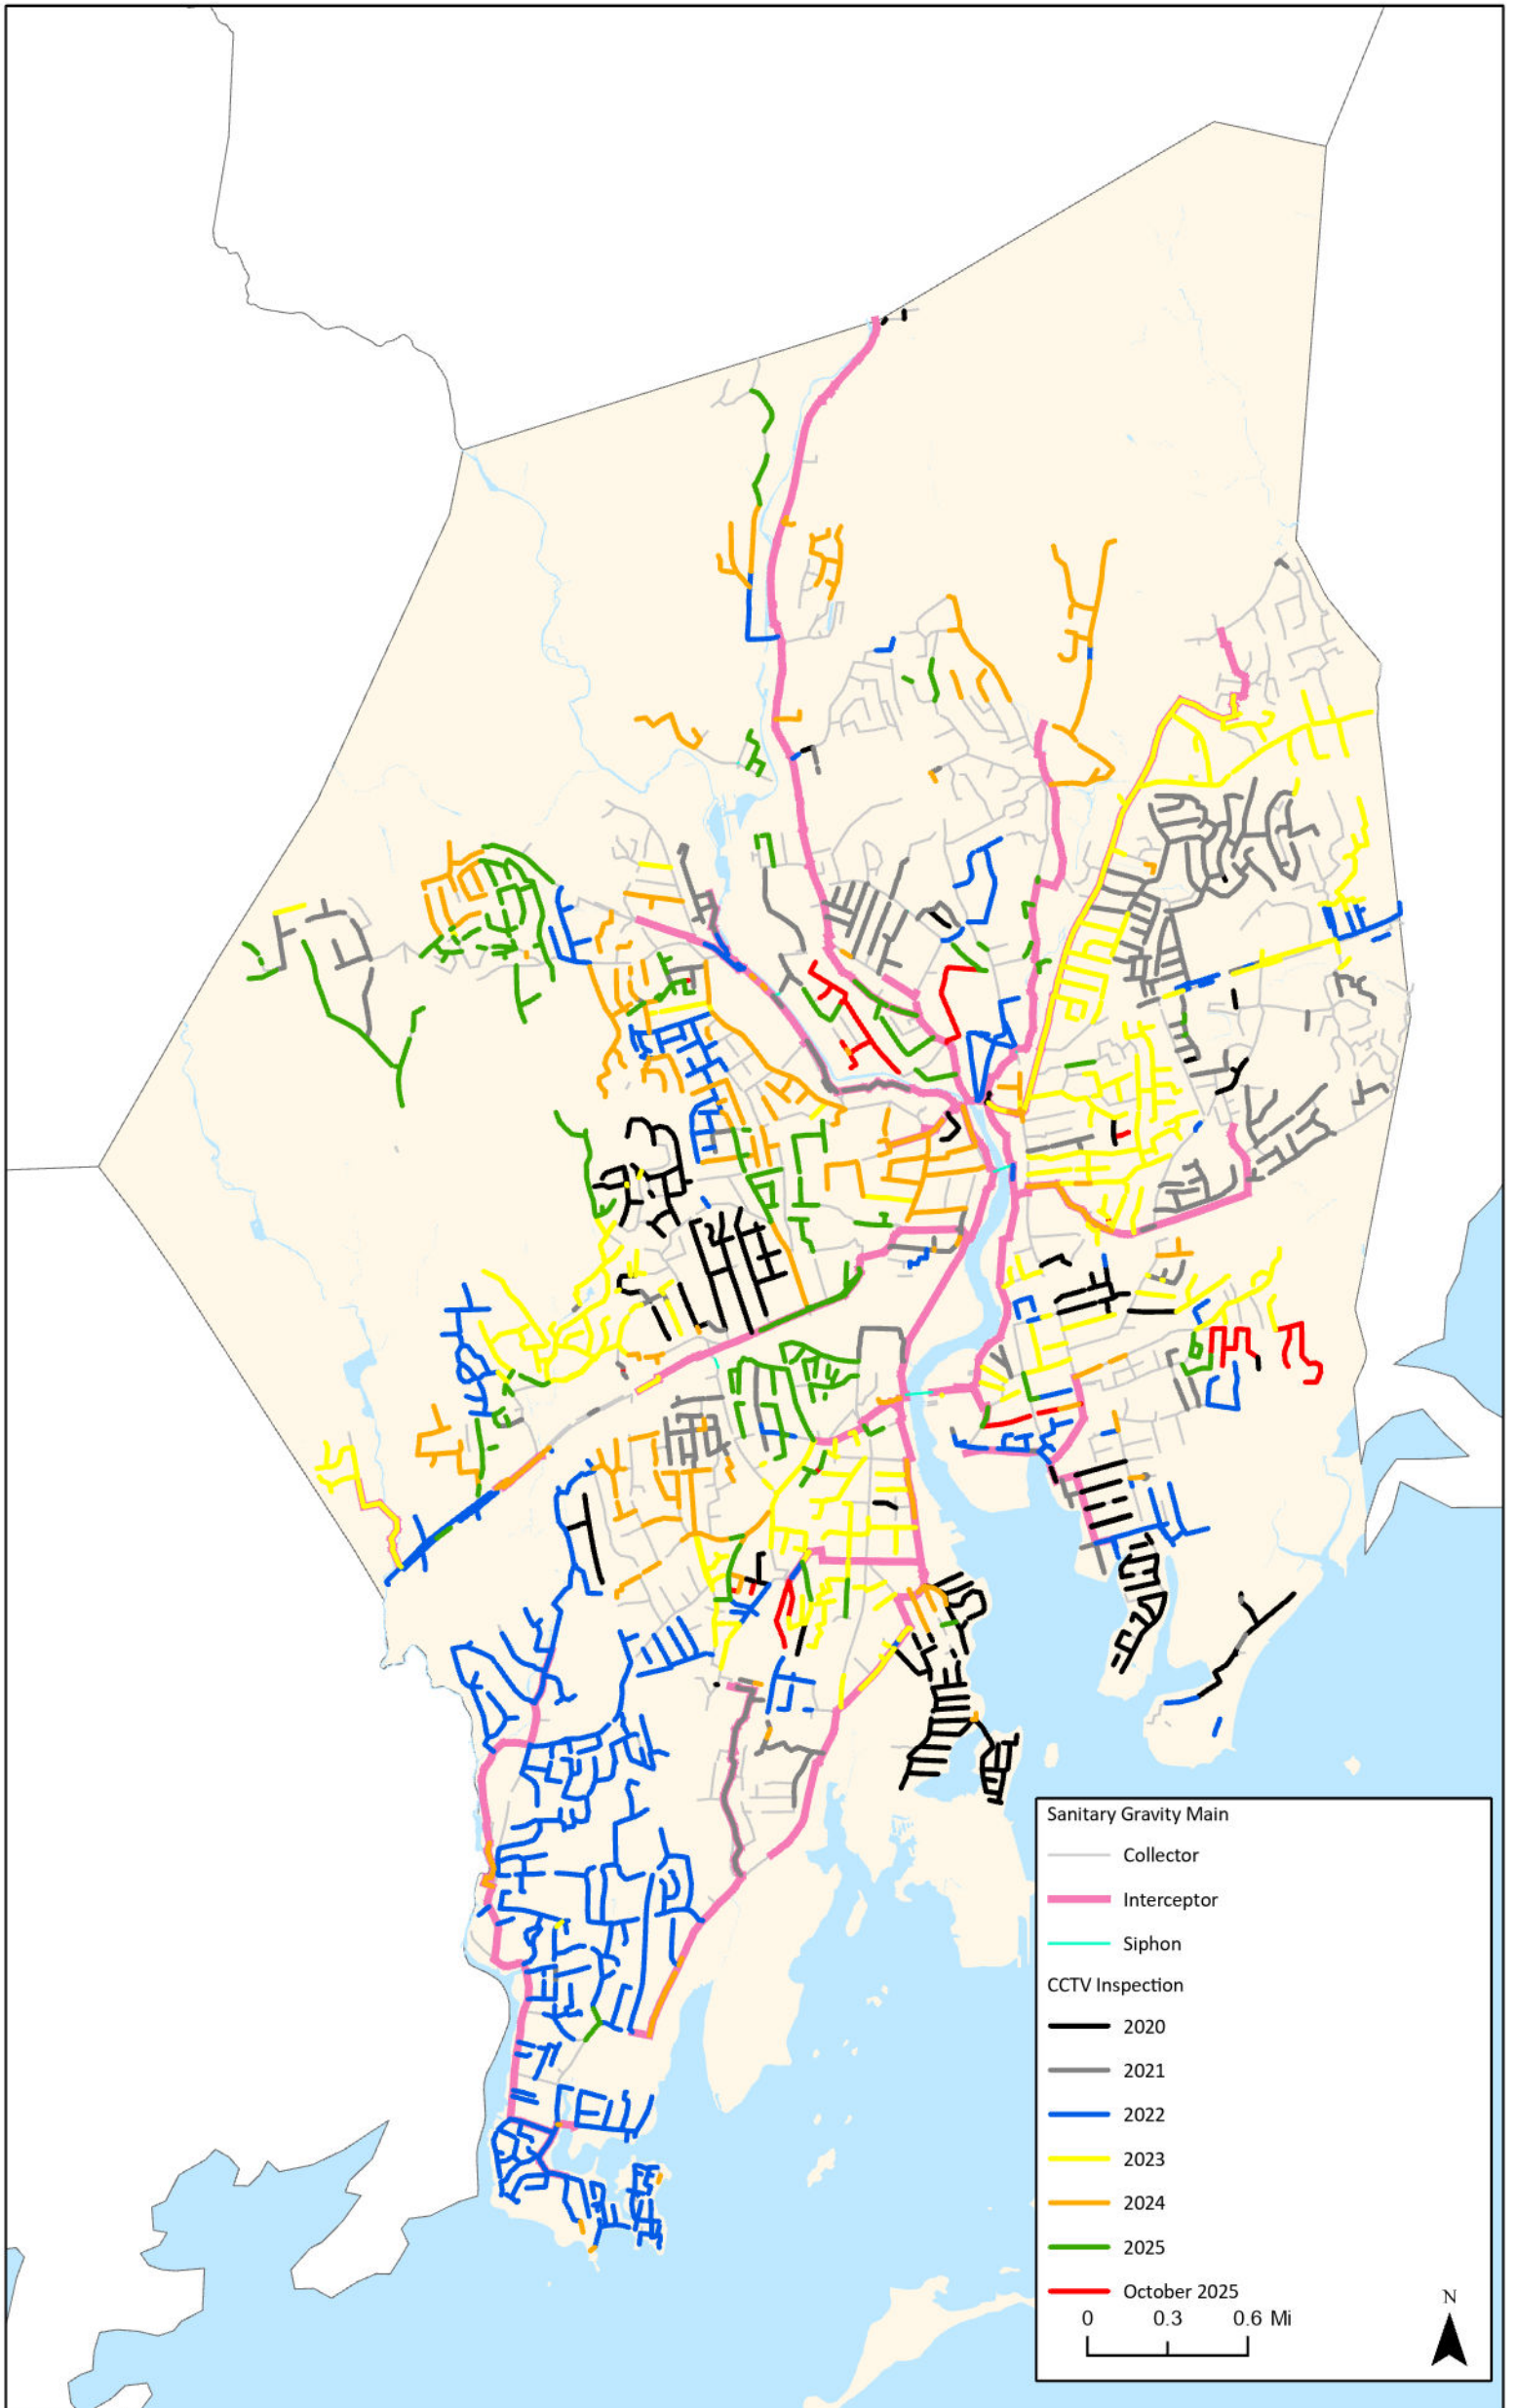 Sanitary Gravity Main
Collector
Interceptor
Siphon
CCTV Inspection
2020
2021
2022
2023
2024
2025
October 2025
0 0.3 0.6 Mi
N